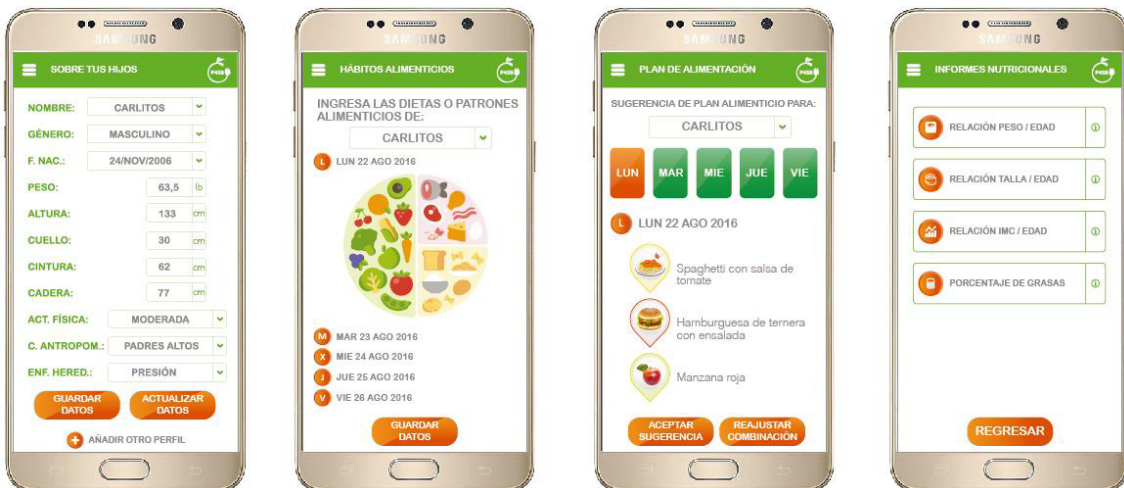 SAMSUNG
SOBRE TUS HIJOS
NOMBRE: CARLITOS
GÉNERO: MASCULINO
F. NAC.: 24/NOV/2006
PESO: 63,5 lb
ALTURA: 133 cm
CUELLO: 30 cm
CINTURA: 62 cm
CADERA: 77 cm
ACT. FÍSICA: MODERADA
C. ANTROPOM.: PADRES ALTOS
ENF. HERED.: PRESIÓN
GUARDAR
DATOS
ACTUALIZAR
DATOS
AÑADIR OTRO PERFIL
SAMSUNG
HÁBITOS ALIMENTICIOS
INGRESA LAS DIETAS O PATRONES
ALIMENTICIOS DE:
CARLITOS
L LUN 22 AGO 2016
M MAR 23 AGO 2016
X MIE 24 AGO 2016
J JUE 25 AGO 2016
V VIE 26 AGO 2016
GUARDAR
DATOS
SAMSUNG
PLAN DE ALIMENTACIÓN
SUGERENCIA DE PLAN ALIMENTICIO PARA:
CARLITOS
LUN MAR MIE JUE VIE
L LUN 22 AGO 2016
Spaghetti con salsa de
tomate
Hamburguesa de ternera
con ensalada
Manzana roja
ACEPTAR
SUGERENCIA
REAJUSTAR
COMBINACIÓN
SAMSUNG
INFORMES NUTRICIONALES
RELACIÓN PESO / EDAD
RELACIÓN TALLA / EDAD
RELACIÓN IMC / EDAD
PORCENTAJE DE GRASAS
REGRESAR